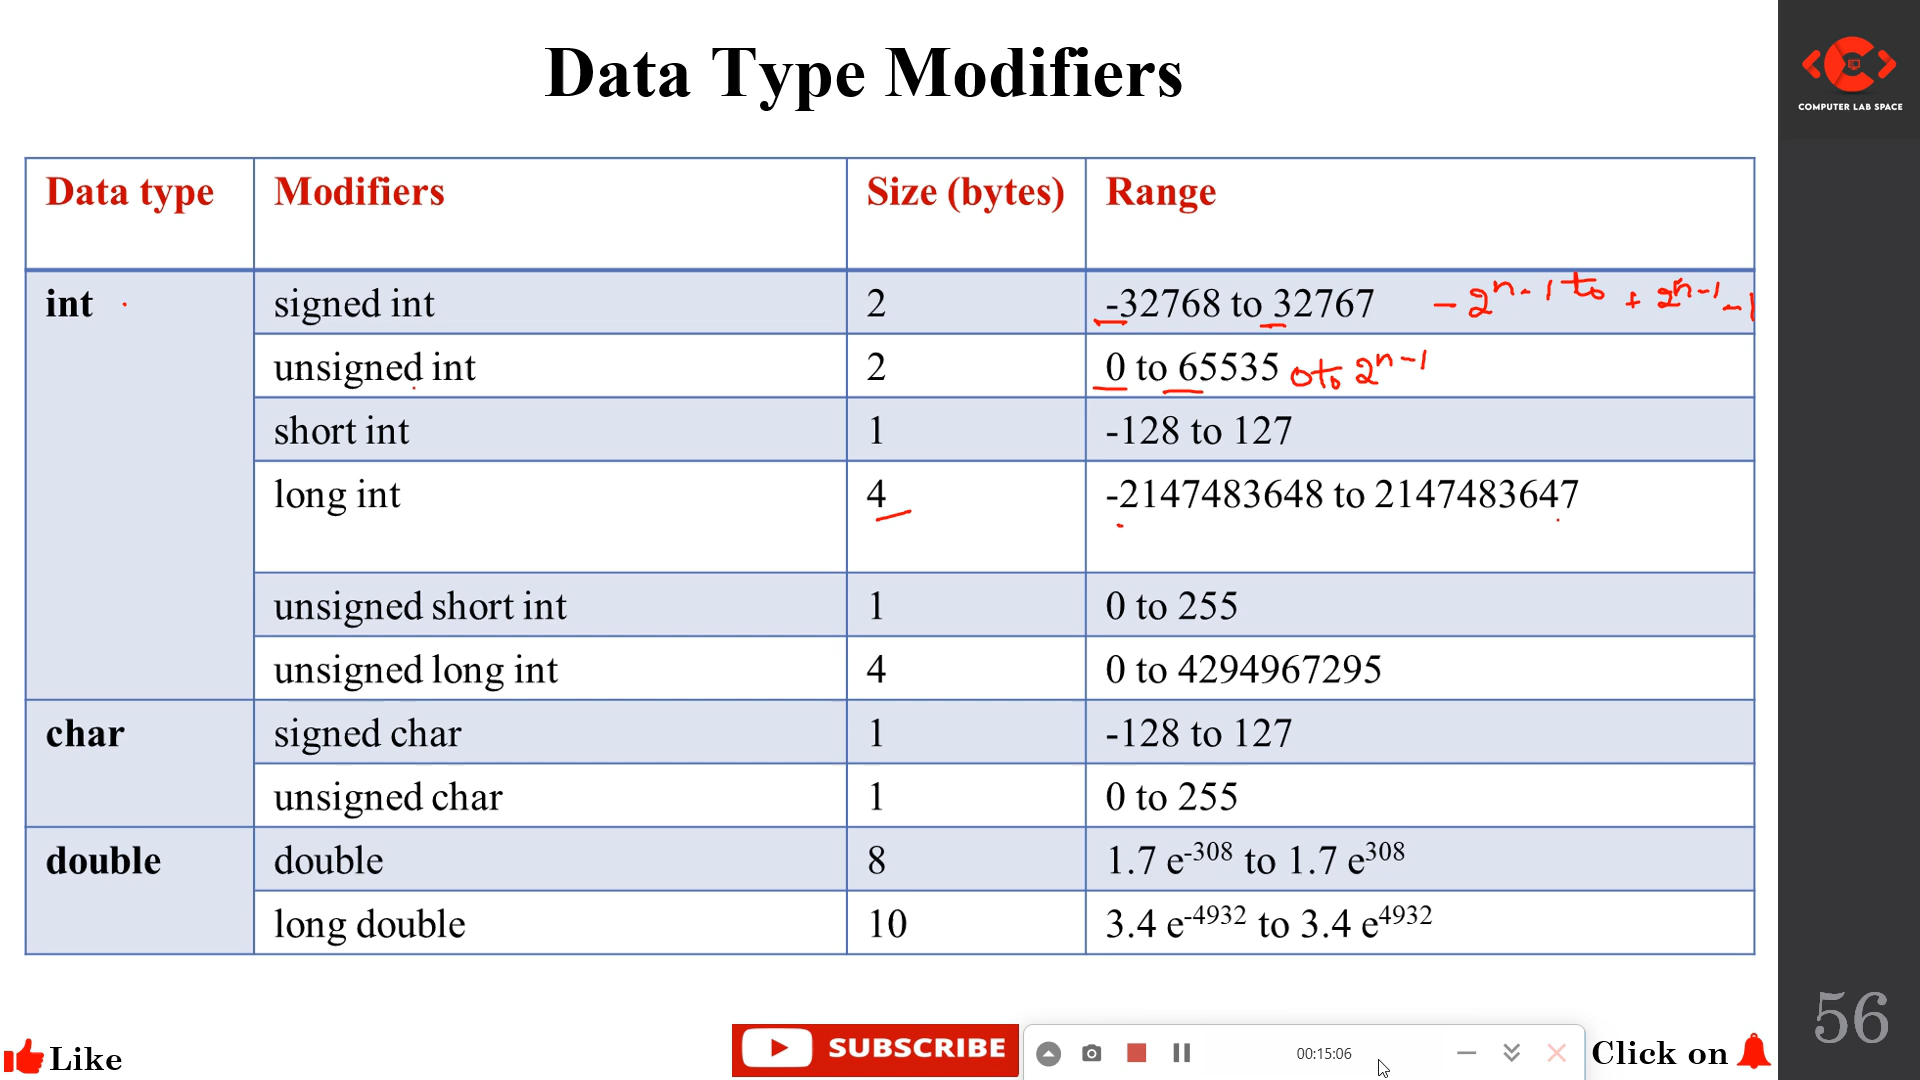 Data Type Modifiers
COMPUTER LAB SPACE
Data type Modifiers Size (bytes) Range
int signed int 2 -32768 to 32767 - 2^n-1 to + 2^n-1 - 1
unsigned int 2 0 to 65535 0 to 2^n-1
short int 1 -128 to 127
long int 4 -2147483648 to 2147483647
unsigned short int 1 0 to 255
unsigned long int 4 0 to 4294967295
char signed char 1 -128 to 127
unsigned char 1 0 to 255
double double 8 1.7 e^-308 to 1.7 e^308
long double 10 3.4 e^-4932 to 3.4 e^4932
56
Like SUBSCRIBE 00:15:06 Click on